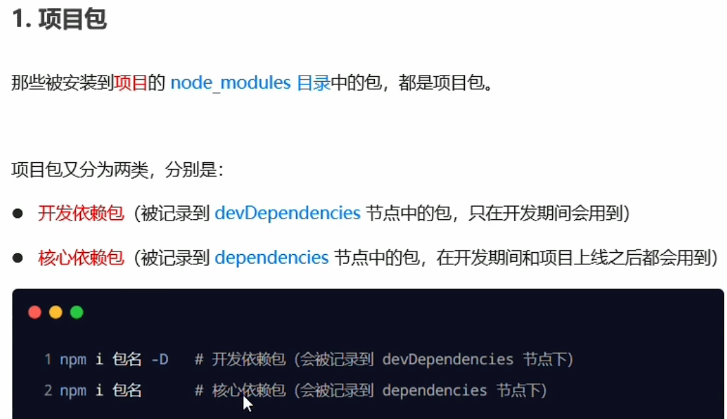 1. 项目包
那些被安装到项目的 node_modules 目录中的包，都是项目包。
项目包又分为两类，分别是：
● 开发依赖包（被记录到 devDependencies 节点中的包，只在开发期间会用到）
● 核心依赖包（被记录到 dependencies 节点中的包，在开发期间和项目上线之后都会用到）
1 npm i 包名 -D # 开发依赖包（会被记录到 devDependencies 节点下）
2 npm i 包名 # 核心依赖包（会被记录到 dependencies 节点下）